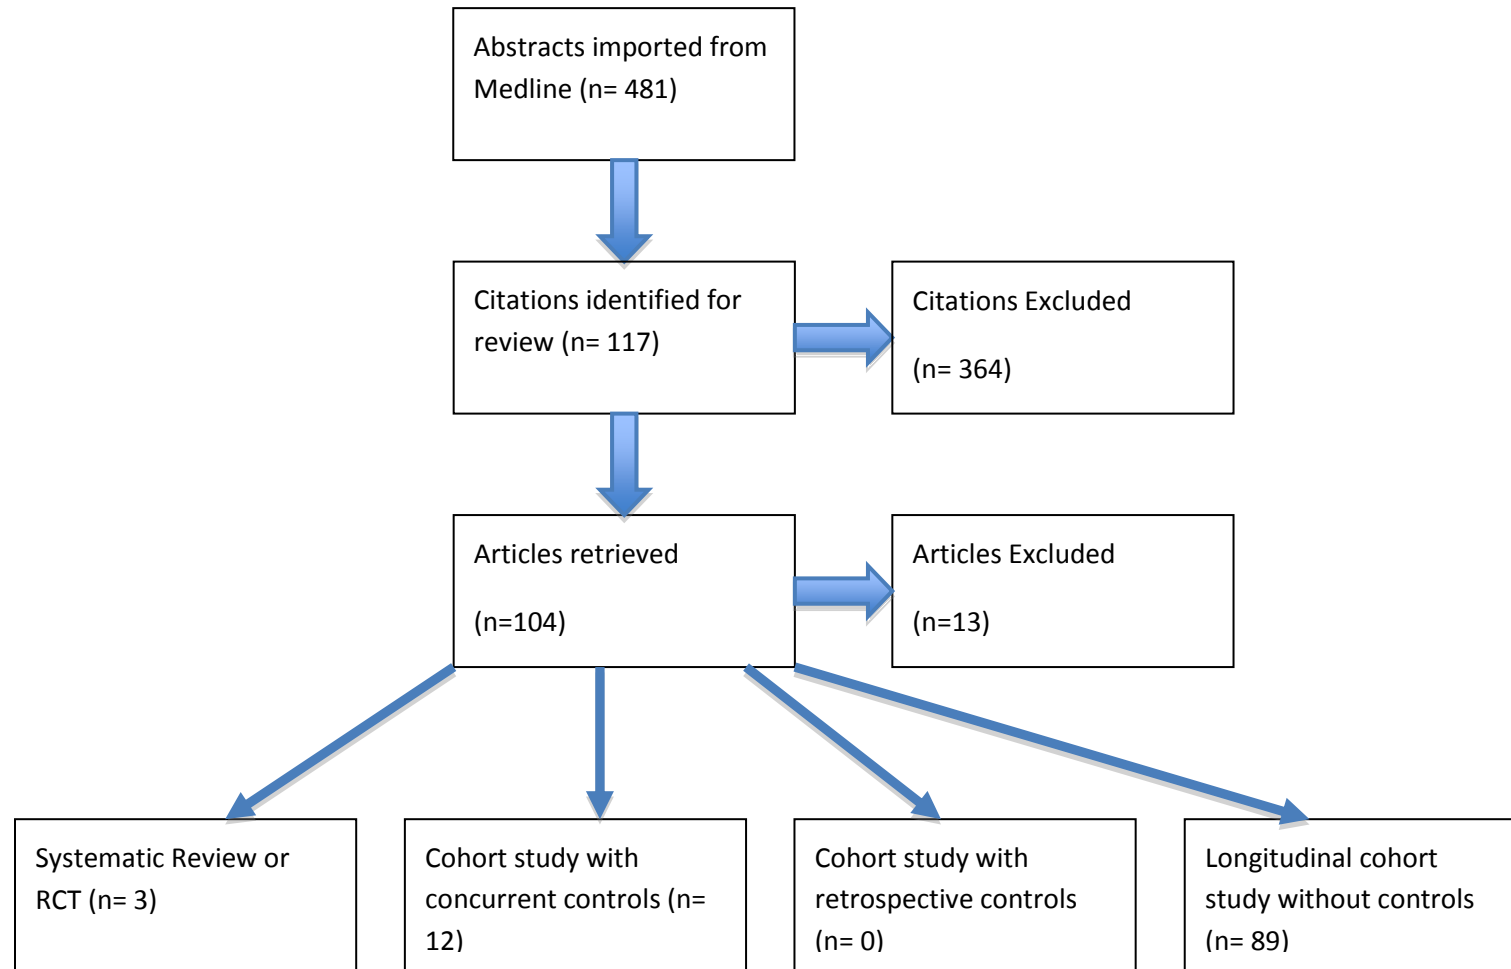 Abstracts imported from
Medline (n= 481)
Citations identified for
review (n= 117)
Citations Excluded
(n= 364)
Articles retrieved
(n=104)
Articles Excluded
(n=13)
Systematic Review or
RCT (n= 3)
Cohort study with
concurrent controls (n=
12)
Cohort study with
retrospective controls
(n= 0)
Longitudinal cohort
study without controls
(n= 89)